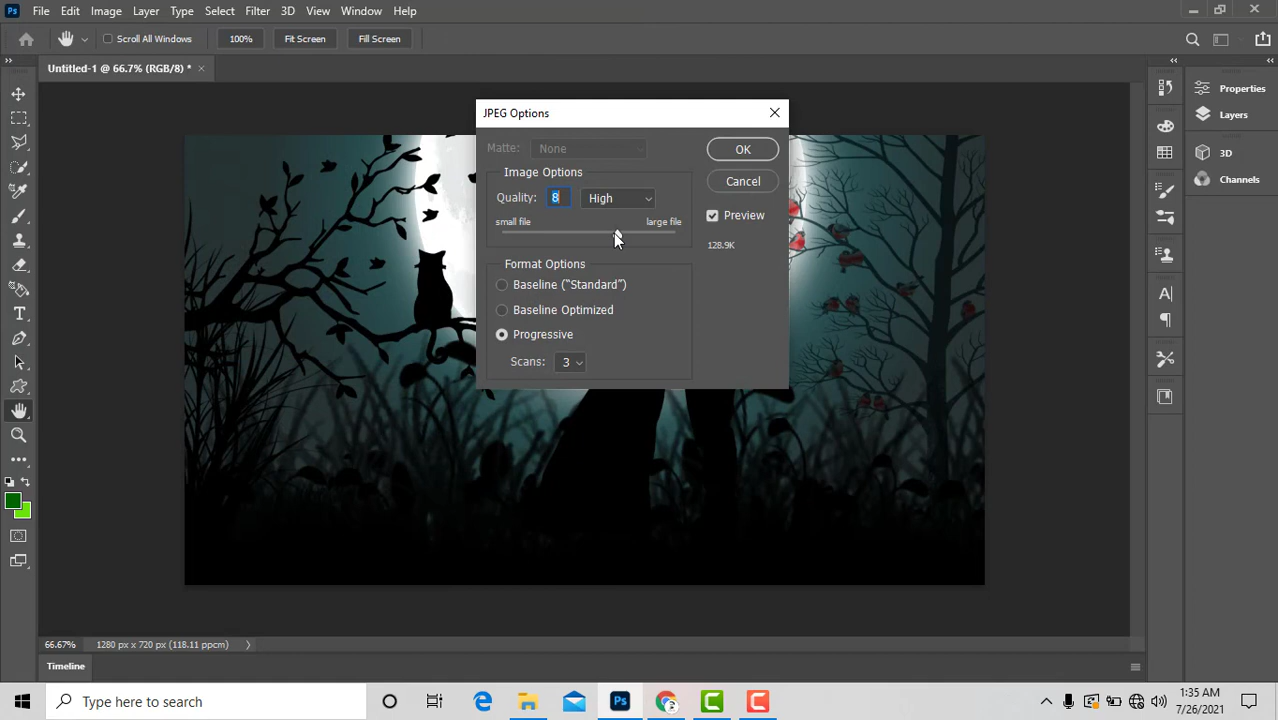 Ps File Edit Image Layer Type Select Filter 3D View Window Help
Scroll All Windows 100% Fit Screen Fill Screen
Untitled-1 @ 66.7% (RGB/8) *
JPEG Options
Matte: None
OK
Image Options
Cancel
Quality: 8 High
small file large file
Preview
128.9K
Format Options
Baseline ("Standard")
Baseline Optimized
Progressive
Scans: 3
Properties
Layers
3D
Channels
66.67% 1280 px x 720 px (118.11 ppcm)
Timeline
Type here to search
Ps
1:35 AM
7/26/2021